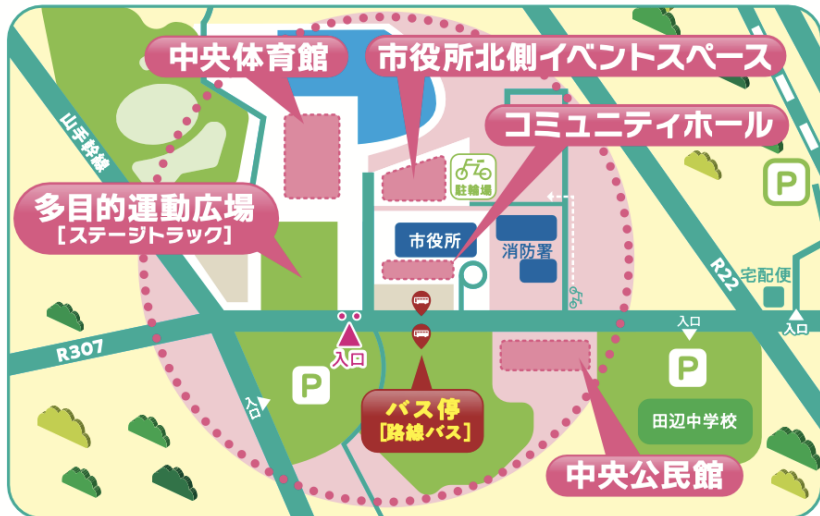 中央体育館
市役所北側イベントスペース
コミュニティホール
山手幹線
駐輪場
P
多目的運動広場
[ステージトラック]
市役所
消防署
R22
宅配便
入口
入口
R307
入口
P
入口
P
バス停
[路線バス]
田辺中学校
中央公民館